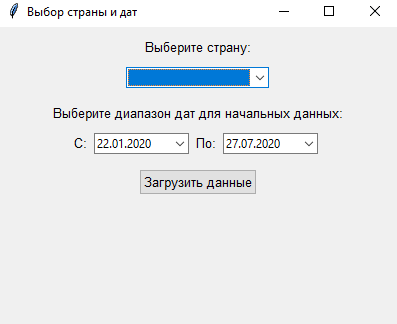 Выбор страны и дат
Выберите страну:
Выберите диапазон дат для начальных данных:
С: 22.01.2020 По: 27.07.2020
Загрузить данные